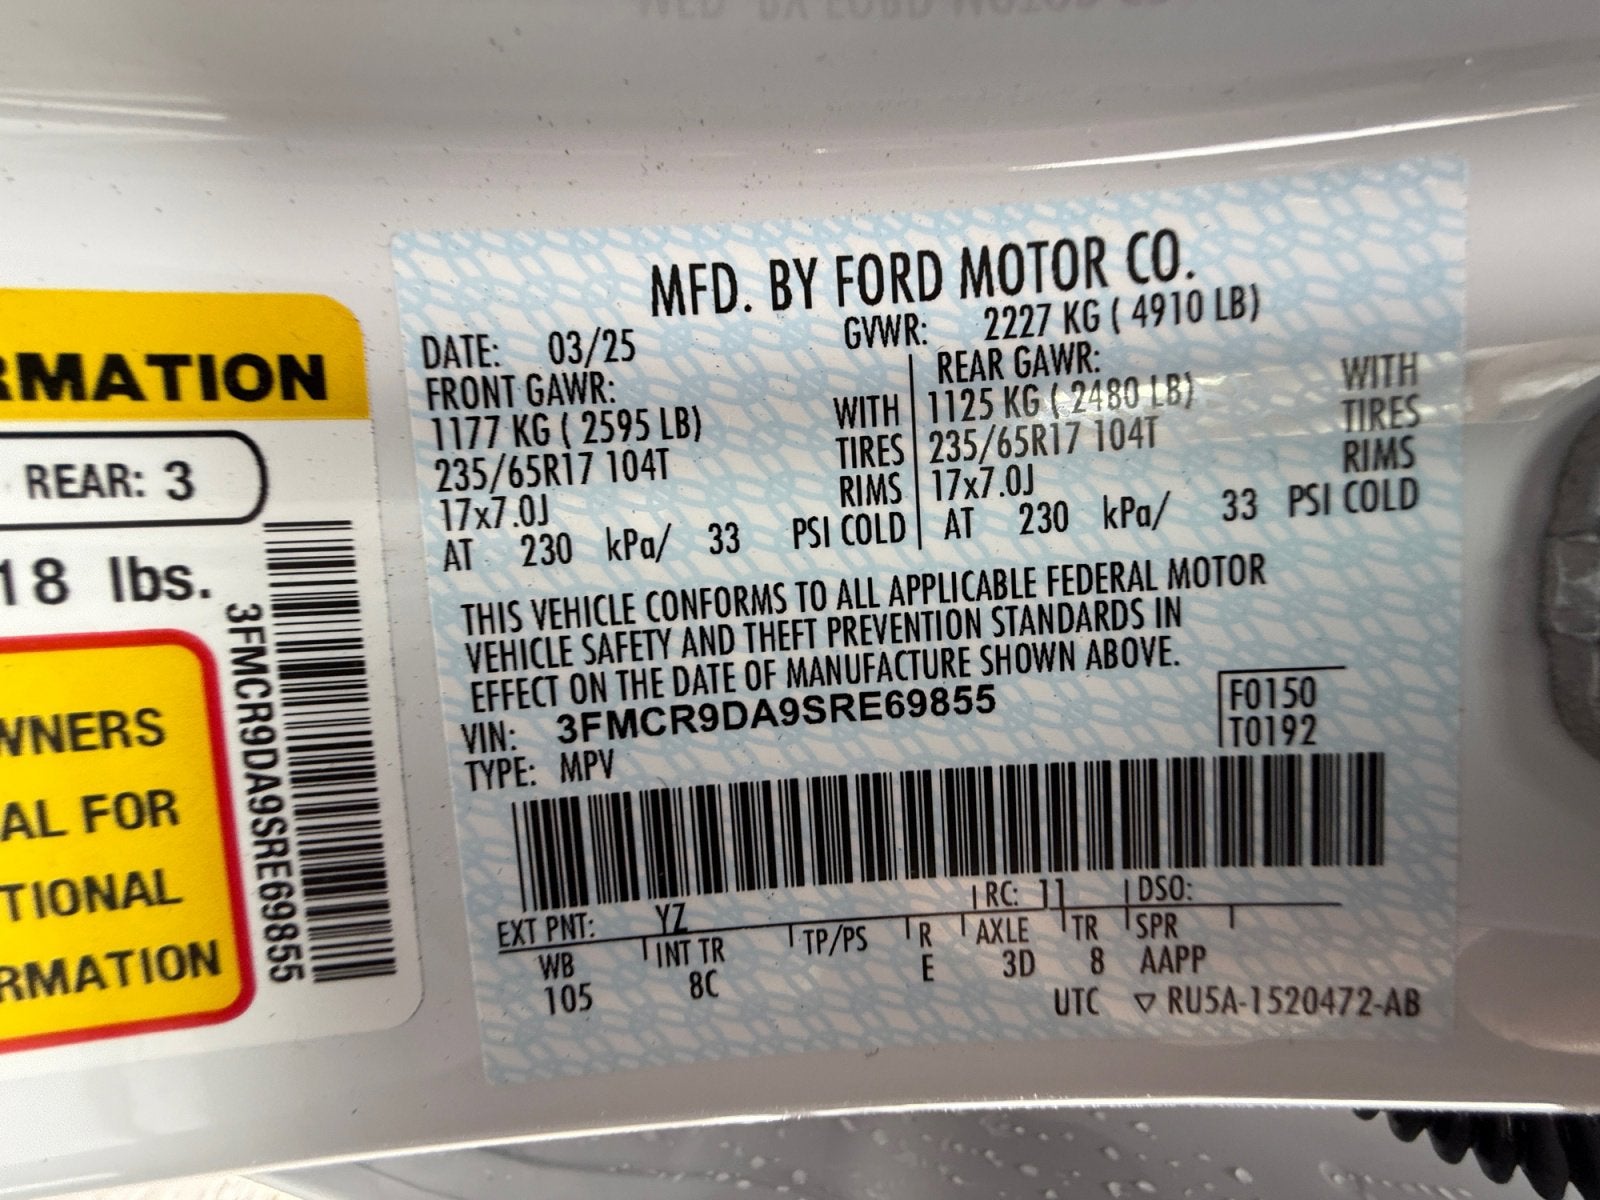 RMATION
REAR: 3
18 lbs.
WNERS
AL FOR
TIONAL
RMATION
3FMCR9DA9SRE69855
MFD. BY FORD MOTOR CO.
DATE: 03/25 GVWR: 2227 KG ( 4910 LB)
FRONT GAWR: REAR GAWR:
1177 KG ( 2595 LB) WITH 1125 KG ( 2480 LB) WITH
235/65R17 104T TIRES 235/65R17 104T TIRES
17x7.0J RIMS 17x7.0J RIMS
AT 230 kPa/ 33 PSI COLD AT 230 kPa/ 33 PSI COLD
THIS VEHICLE CONFORMS TO ALL APPLICABLE FEDERAL MOTOR
VEHICLE SAFETY AND THEFT PREVENTION STANDARDS IN
EFFECT ON THE DATE OF MANUFACTURE SHOWN ABOVE.
VIN: 3FMCR9DA9SRE69855 F0150
TYPE: MPV T0192
EXT PNT: YZ RC: 11 DSO:
WB INT TR TP/PS R AXLE TR SPR
105 8C E 3D 8 AAPP
UTC ▽ RU5A-1520472-AB